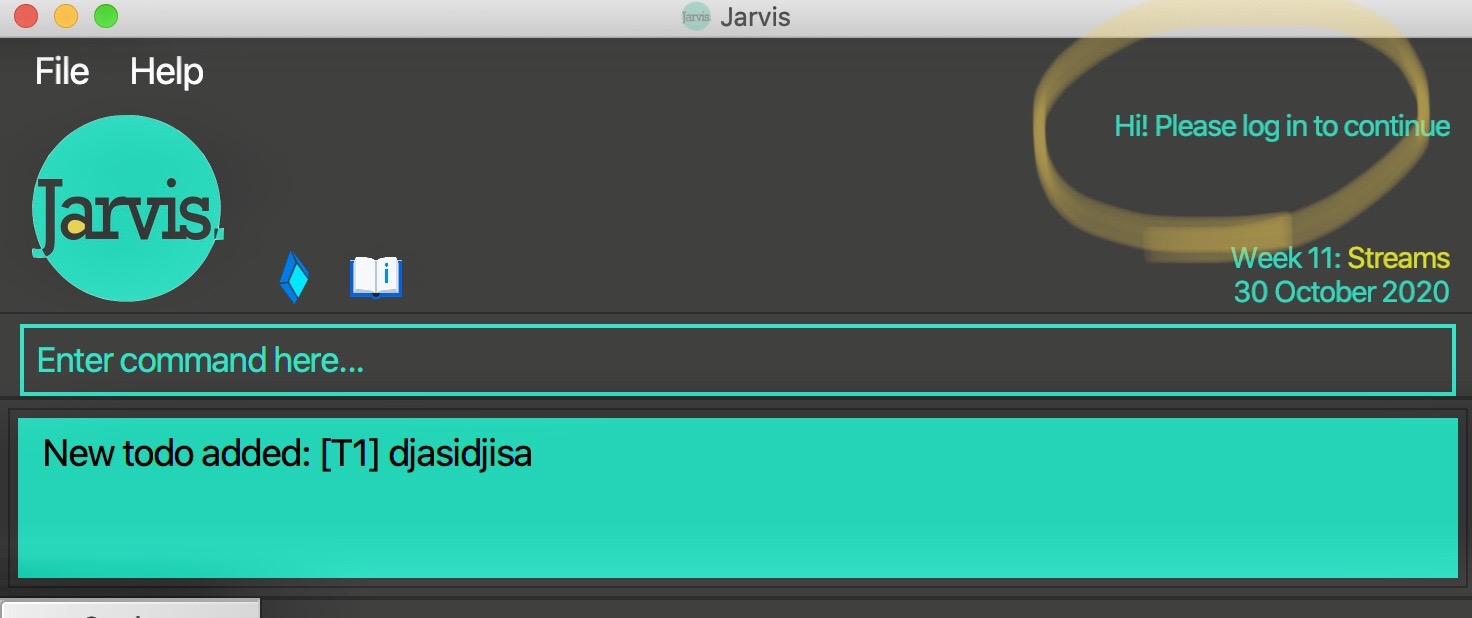 Jarvis Jarvis
File Help
Hi! Please log in to continue
Jarvis.
i
Week 11: Streams
30 October 2020
Enter command here...
New todo added: [T1] djasidjisa